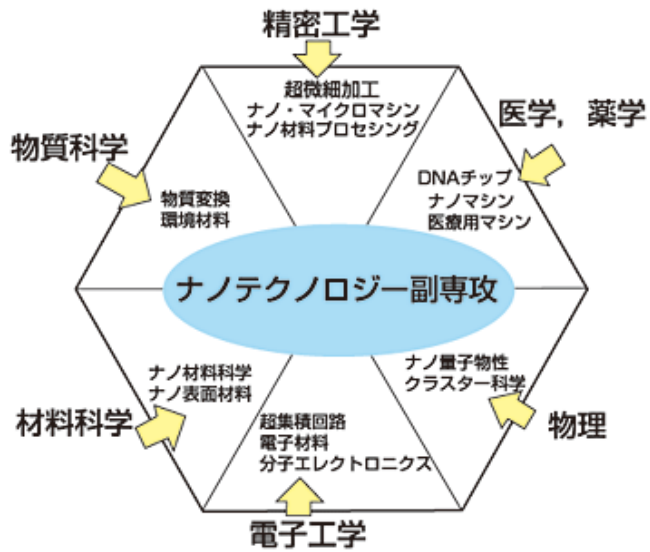 精密工学
超微細加工
ナノ・マイクロマシン
ナノ材料プロセシング
医学，薬学
DNAチップ
ナノマシン
医療用マシン
物質科学
物質変換
環境材料
ナノテクノロジー副専攻
ナノ量子物性
クラスター科学
物理
ナノ材料科学
ナノ表面材料
材料科学
超集積回路
電子材料
分子エレクトロニクス
電子工学